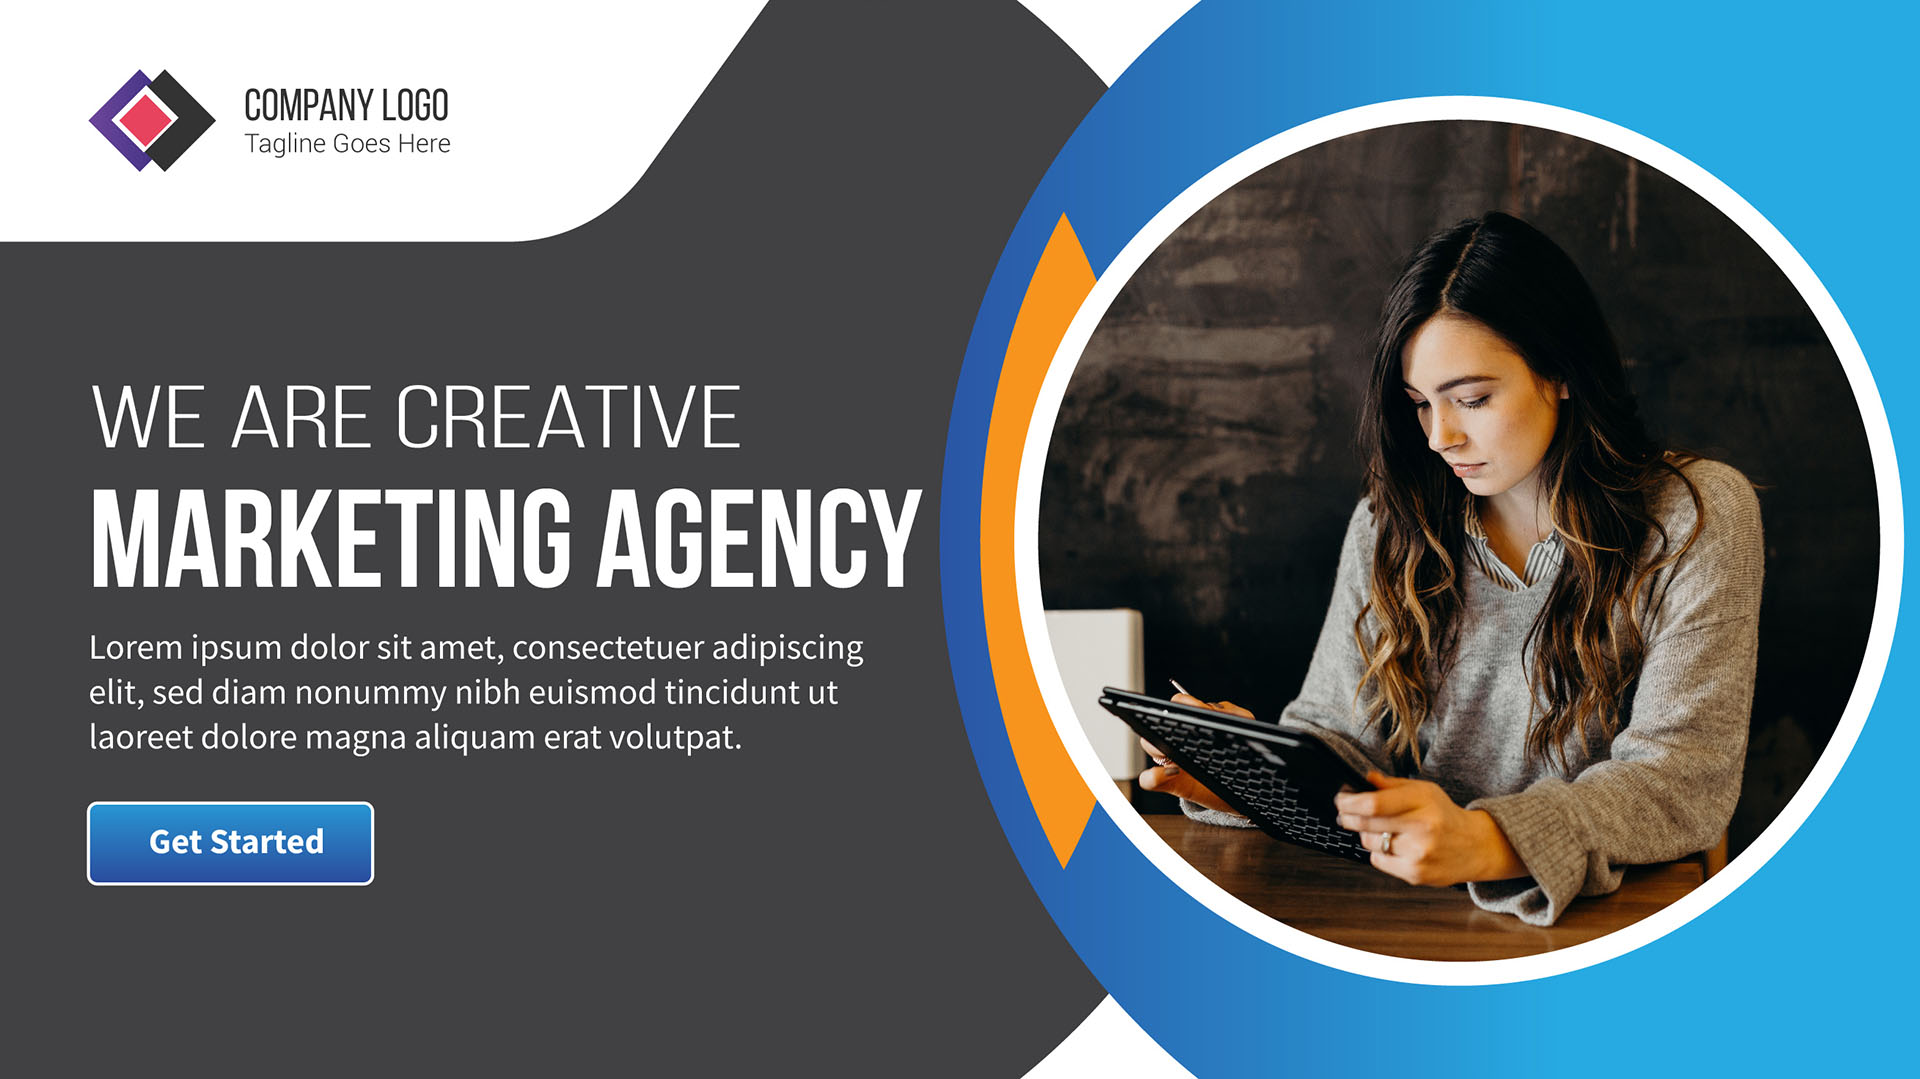 COMPANY LOGO
Tagline Goes Here
WE ARE CREATIVE
MARKETING AGENCY
Lorem ipsum dolor sit amet, consectetuer adipiscing
elit, sed diam nonummy nibh euismod tincidunt ut
laoreet dolore magna aliquam erat volutpat.
Get Started